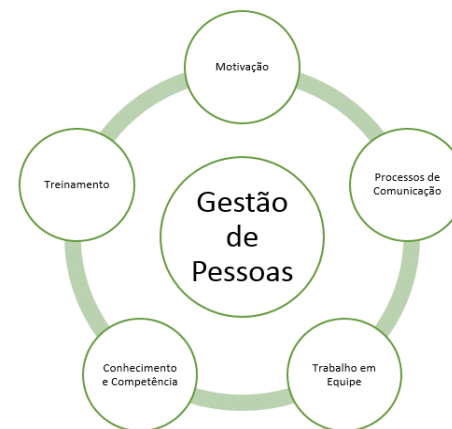 Motivação
Processos de
Comunicação
Trabalho em
Equipe
Conhecimento
e Competência
Treinamento
Gestão
de
Pessoas